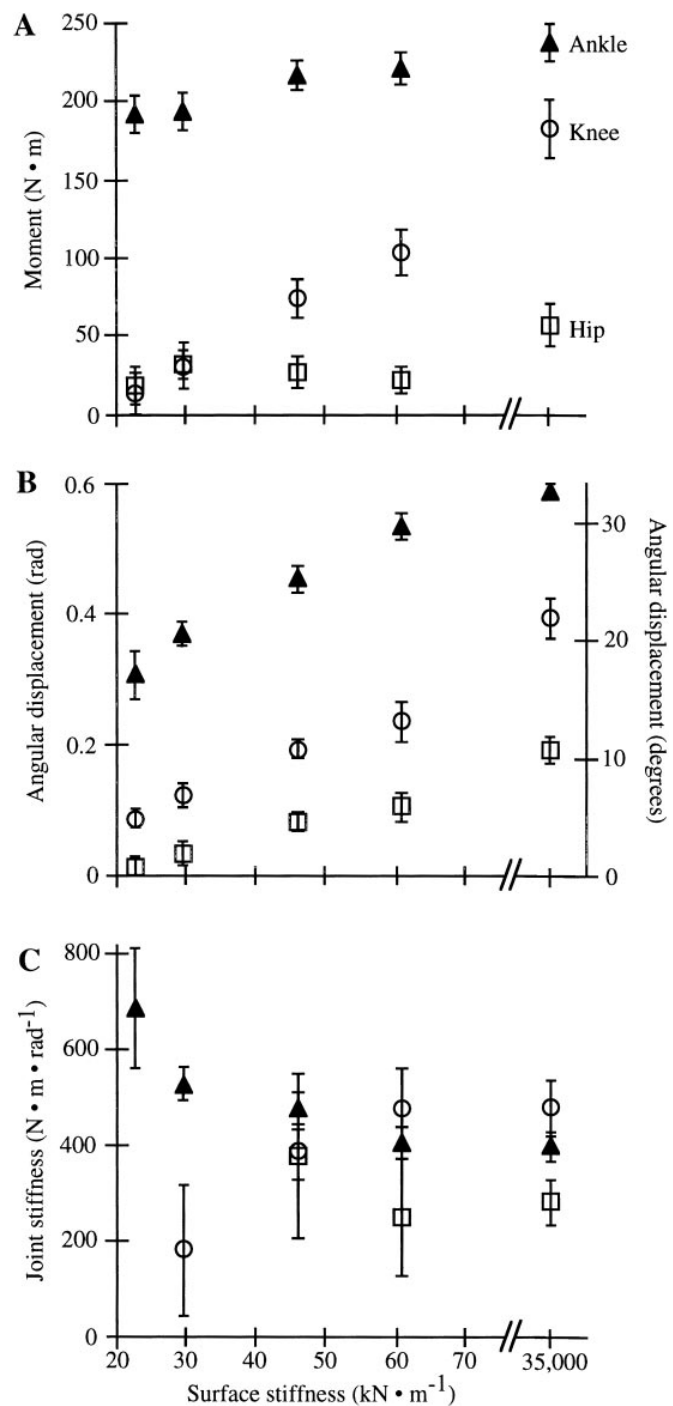 A
250
200
150
100
50
0
Moment (N • m)
Ankle
Knee
Hip
B
0.6
0.4
0.2
0
Angular displacement (rad)
30
20
10
0
Angular displacement (degrees)
C
800
600
400
200
0
Joint stiffness (N • m • rad⁻¹)
20 30 40 50 60 70 35,000
Surface stiffness (kN • m⁻¹)